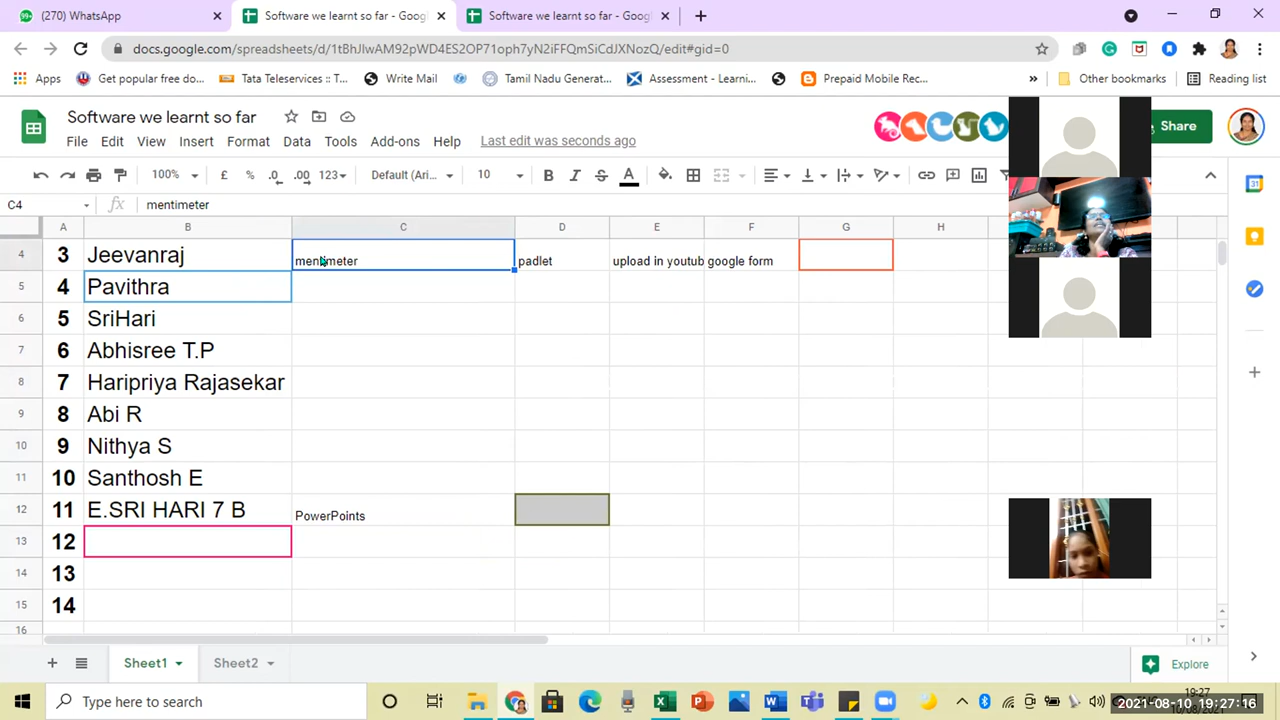 (270) WhatsApp
Software we learnt so far - Goog
Software we learnt so far - Goog
docs.google.com/spreadsheets/d/1tBhJIwAM92pWD4ES2OP71oph7yN2iFFQmSiCdJXNozQ/edit#gid=0
Apps
Get popular free do...
Tata Teleservices :: T...
Write Mail
Tamil Nadu Generat...
Assessment - Learni...
Prepaid Mobile Rec...
»
Other bookmarks
Reading list
Software we learnt so far
File Edit View Insert Format Data Tools Add-ons Help Last edit was seconds ago
Share
100% £ % .0 .00 123 Default (Ari... 10 B I S A
C4 fx mentimeter
A B C D E F G H
4 3 Jeevanraj mentimeter padlet upload in youtub google form
5 4 Pavithra
6 5 SriHari
7 6 Abhisree T.P
8 7 Haripriya Rajasekar
9 8 Abi R
10 9 Nithya S
11 10 Santhosh E
12 11 E.SRI HARI 7 B PowerPoints
13 12
14 13
15 14
16
Sheet1 Sheet2 Explore
Type here to search
19:27
2021-08-10 19:27:16